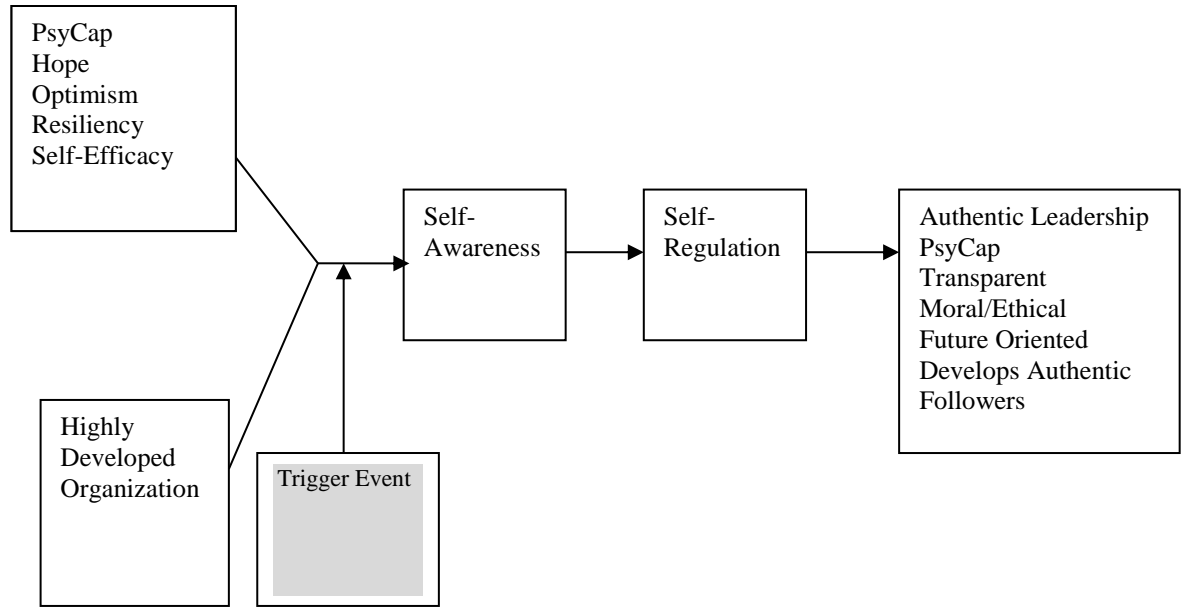 PsyCap
Hope
Optimism
Resiliency
Self-Efficacy
Self-
Awareness
Self-
Regulation
Authentic Leadership
PsyCap
Transparent
Moral/Ethical
Future Oriented
Develops Authentic
Followers
Highly
Developed
Organization
Trigger Event